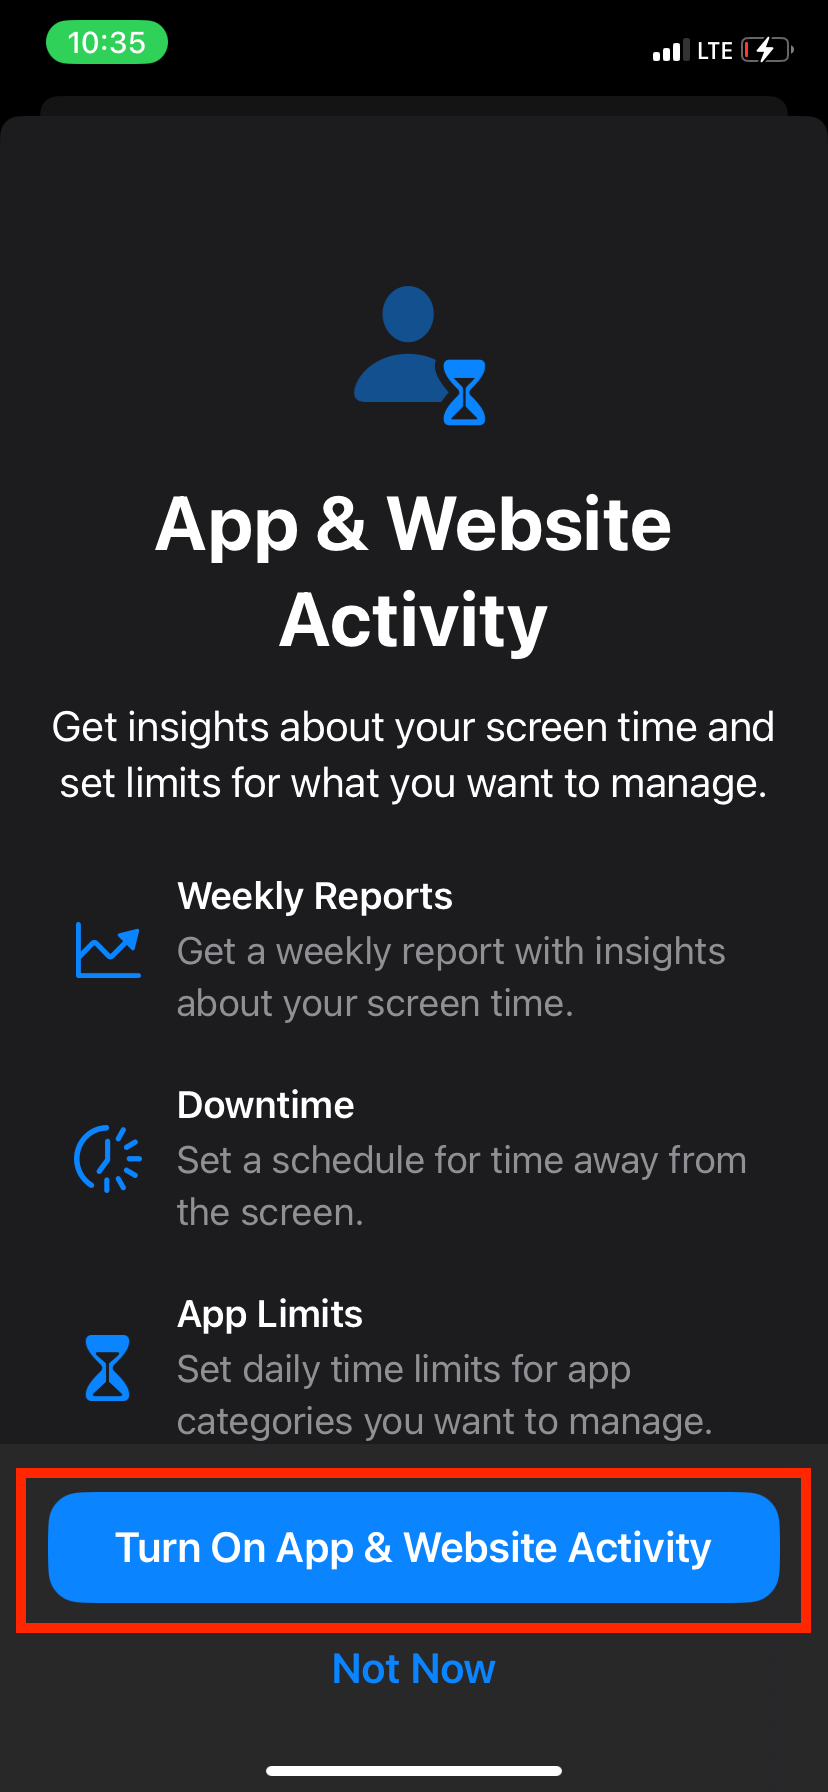 10:35
LTE
App & Website
Activity
Get insights about your screen time and
set limits for what you want to manage.
Weekly Reports
Get a weekly report with insights
about your screen time.
Downtime
Set a schedule for time away from
the screen.
App Limits
Set daily time limits for app
categories you want to manage.
Turn On App & Website Activity
Not Now